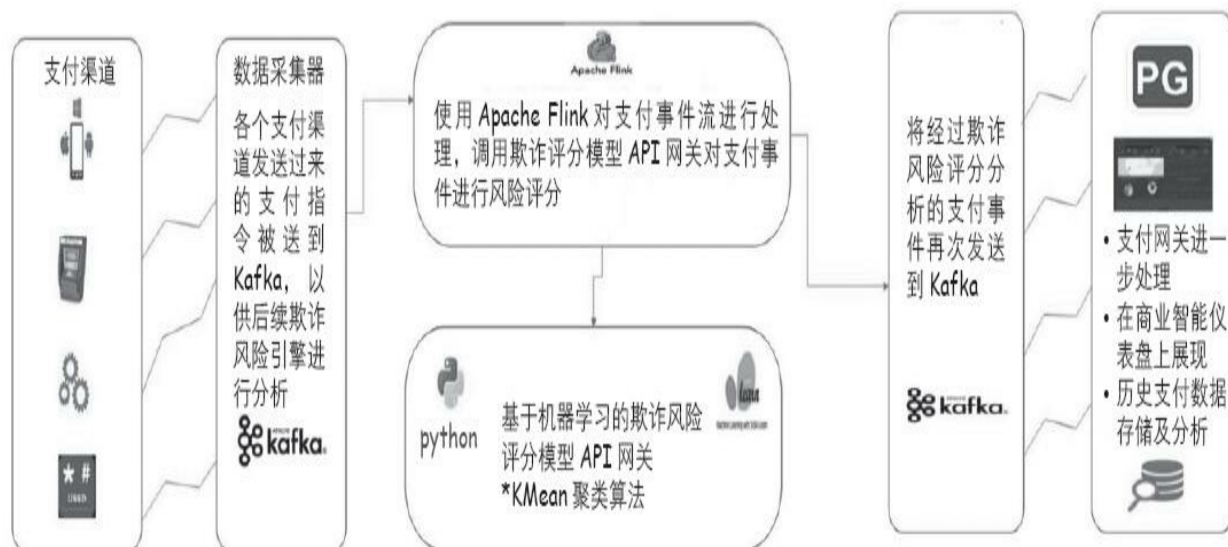 支付渠道
* #
数据采集器
各个支付渠
道发送过来
的支付指
令被送到
Kafka，以
供后续欺诈
风险引擎进
行分析
kafka.
Apache Flink
使用 Apache Flink 对支付事件流进行处
理，调用欺诈评分模型 API 网关对支付事
件进行风险评分
python
基于机器学习的欺诈风险
评分模型 API 网关
*KMean 聚类算法
将经过欺诈
风险评分分
析的支付事
件再次发送
到 Kafka
kafka.
PG
• 支付网关进一
步处理
• 在商业智能仪
表盘上展现
• 历史支付数据
存储及分析